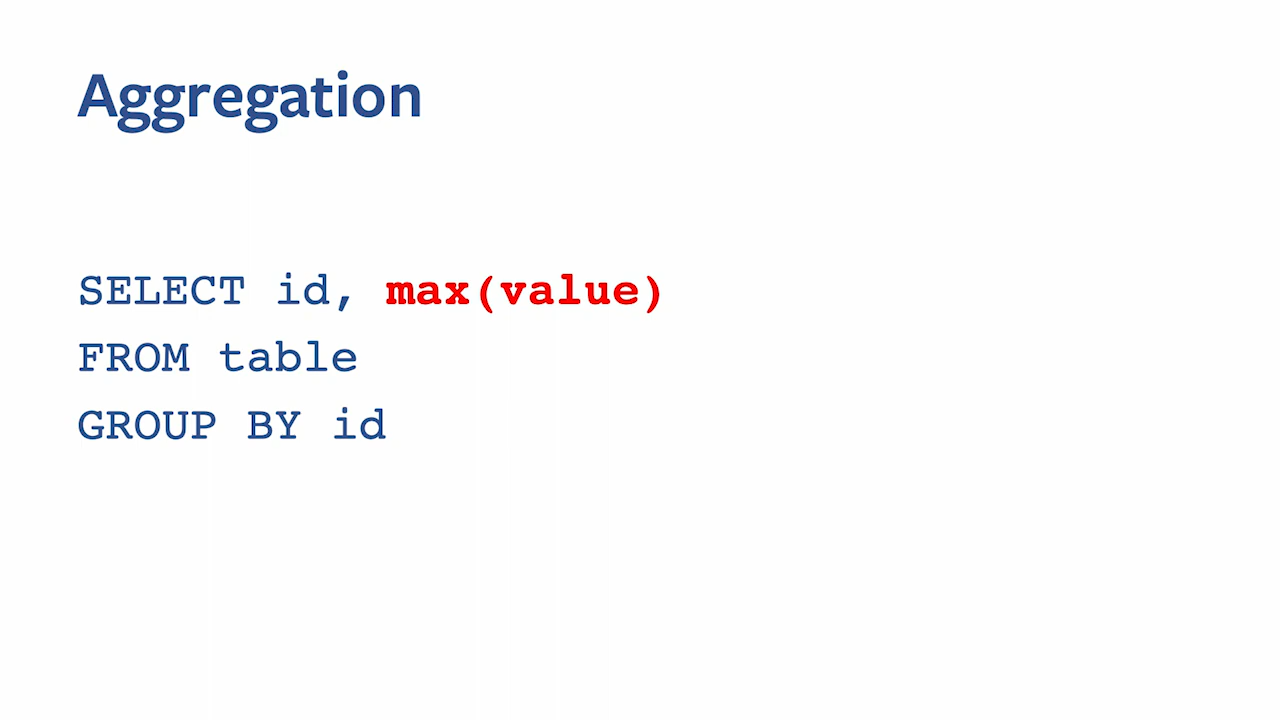 Aggregation
SELECT id, max(value)
FROM table
GROUP BY id